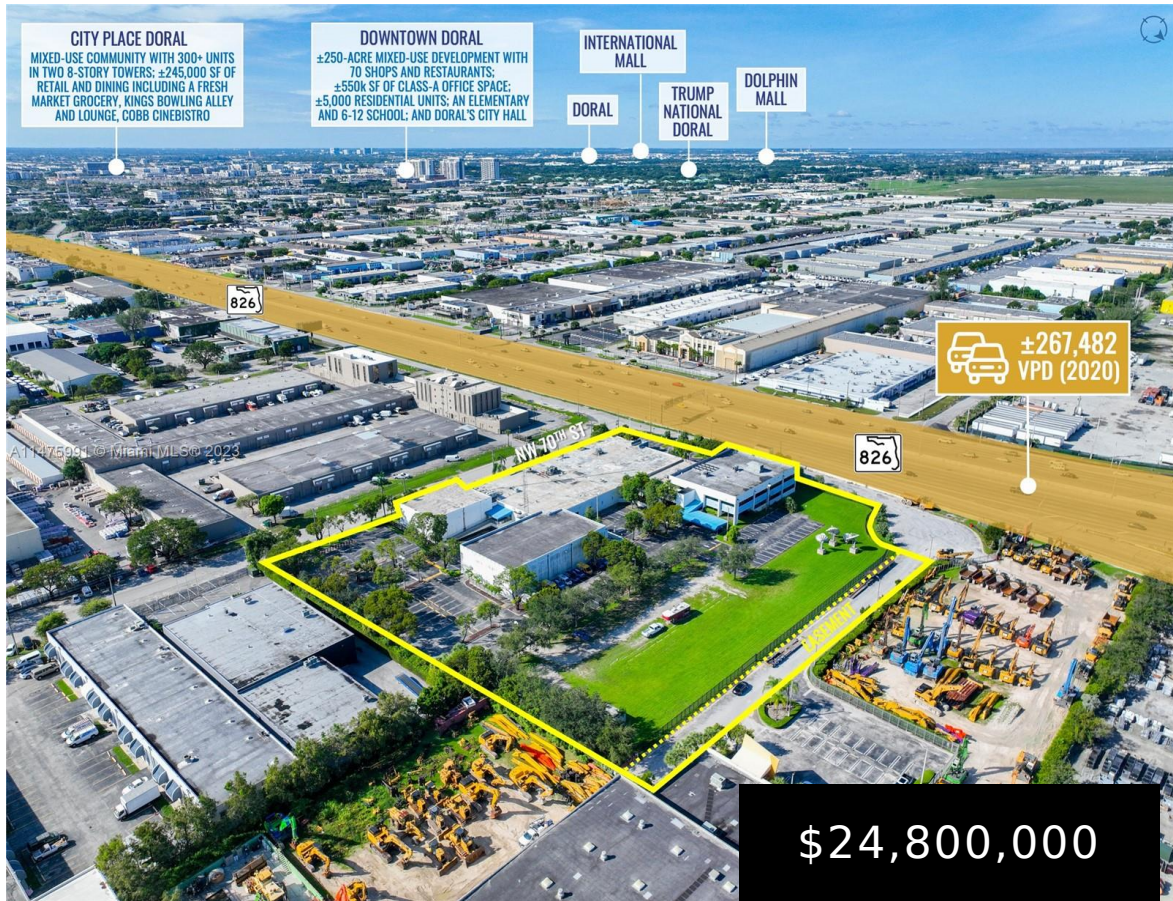 CITY PLACE DORAL
MIXED-USE COMMUNITY WITH 300+ UNITS
IN TWO 8-STORY TOWERS; ±245,000 SF OF
RETAIL AND DINING INCLUDING A FRESH
MARKET GROCERY, KINGS BOWLING ALLEY
AND LOUNGE, COBB CINEBISTRO
DOWNTOWN DORAL
±250-ACRE MIXED-USE DEVELOPMENT WITH
70 SHOPS AND RESTAURANTS;
±550k SF OF CLASS-A OFFICE SPACE;
±5,000 RESIDENTIAL UNITS; AN ELEMENTARY
AND 6-12 SCHOOL; AND DORAL'S CITY HALL
DORAL
INTERNATIONAL
MALL
TRUMP
NATIONAL
DORAL
DOLPHIN
MALL
826
±267,482
VPD (2020)
NW 70TH ST
826
A11475991 © Miami MLS® 2023
EASEMENT
$24,800,000